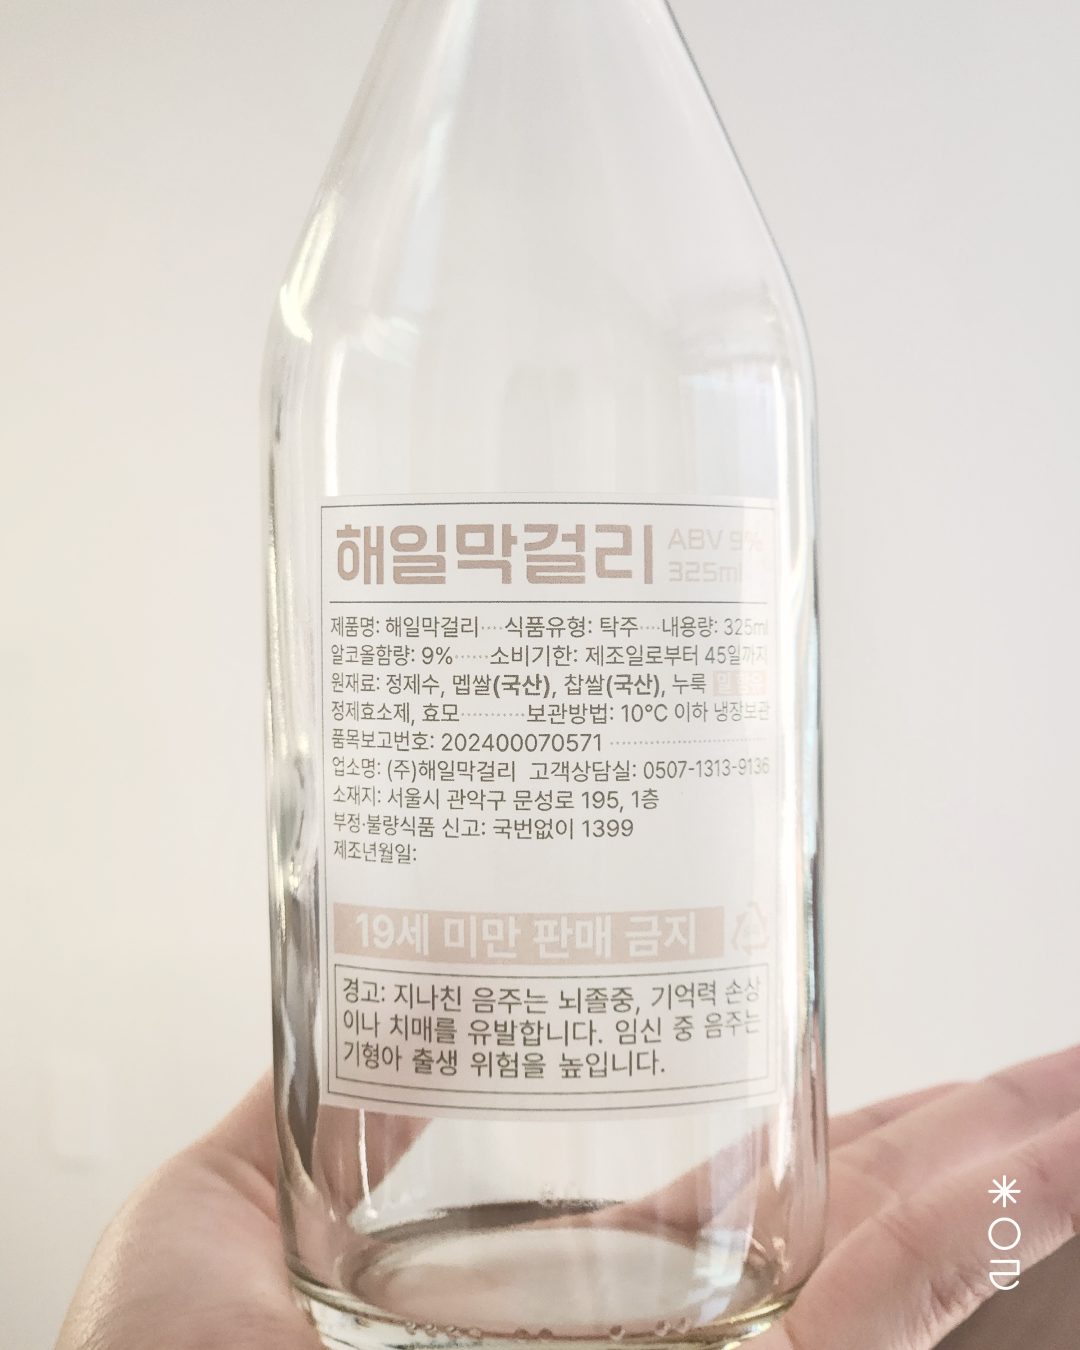 해일막걸리 ABV 9%
325ml
제품명: 해일막걸리····식품유형: 탁주····내용량: 325ml
알코올함량: 9%······소비기한: 제조일로부터 45일까지
원재료: 정제수, 멥쌀(국산), 찹쌀(국산), 누룩 밀 함유
정제효소제, 효모···········보관방법: 10°C 이하 냉장보관
품목보고번호: 202400070571
업소명: (주)해일막걸리 고객상담실: 0507-1313-9136
소재지: 서울시 관악구 문성로 195, 1층
부정·불량식품 신고: 국번없이 1399
제조년월일:
19세 미만 판매 금지
경고: 지나친 음주는 뇌졸중, 기억력 손상
이나 치매를 유발합니다. 임신 중 음주는
기형아 출생 위험을 높입니다.